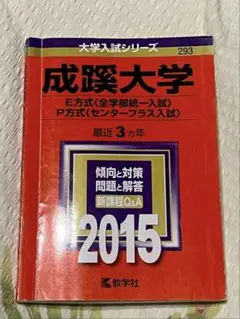 大学入試シリーズ
293
成蹊大学
E方式〈全学部統一入試〉
P方式〈センタープラス入試〉
最近3カ年
傾向と対策
問題と解答
新課程Q&A
2015
教学社